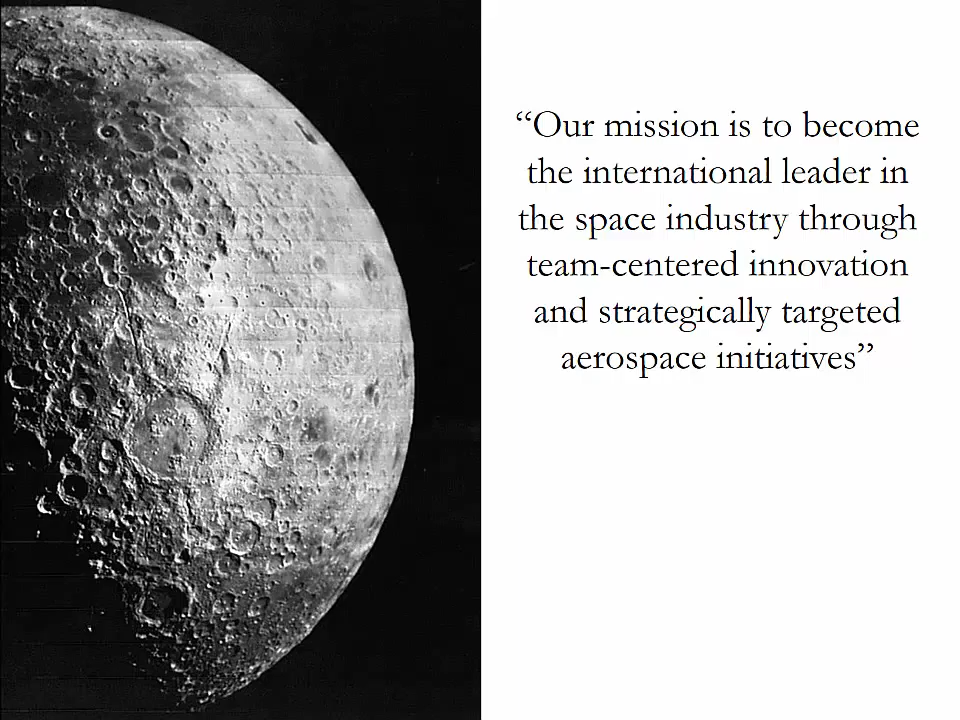 “Our mission is to become
the international leader in
the space industry through
team-centered innovation
and strategically targeted
aerospace initiatives”